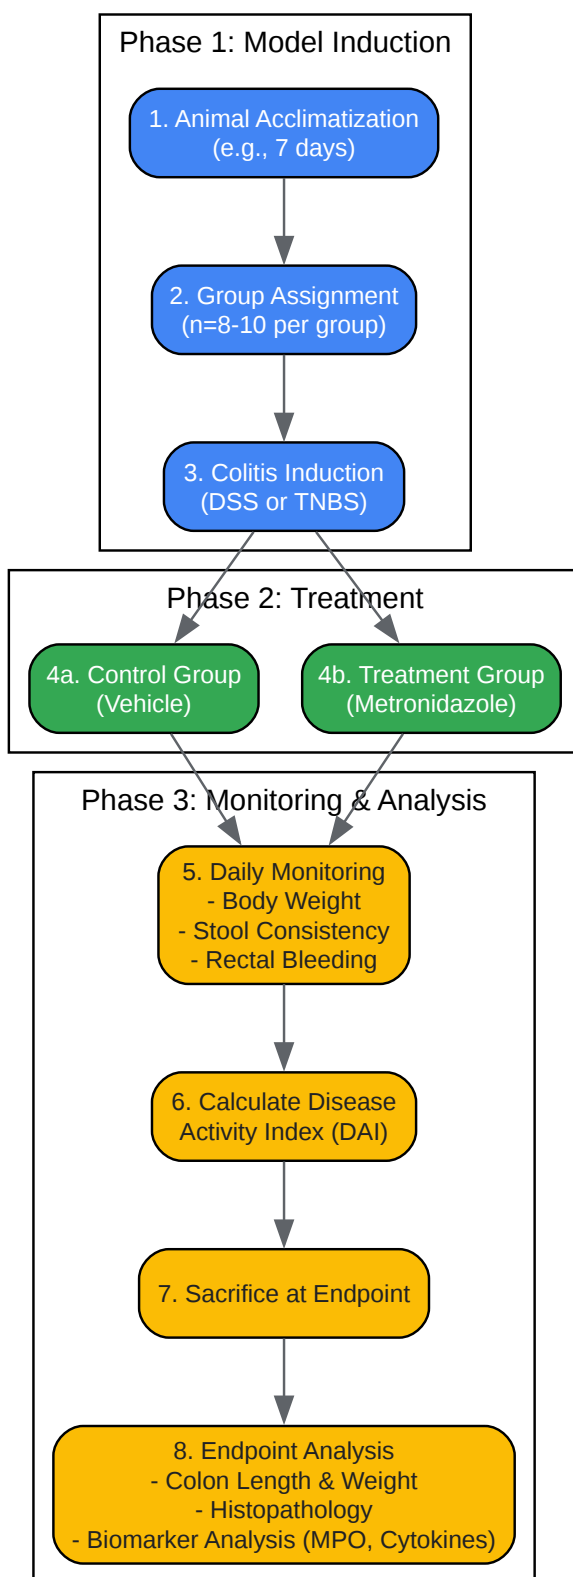 Phase 1: Model Induction
1. Animal Acclimatization
(e.g., 7 days)
2. Group Assignment
(n=8-10 per group)
3. Colitis Induction
(DSS or TNBS)
Phase 2: Treatment
4a. Control Group
(Vehicle)
4b. Treatment Group
(Metronidazole)
Phase 3: Monitoring & Analysis
5. Daily Monitoring
- Body Weight
- Stool Consistency
- Rectal Bleeding
6. Calculate Disease
Activity Index (DAI)
7. Sacrifice at Endpoint
8. Endpoint Analysis
- Colon Length & Weight
- Histopathology
- Biomarker Analysis (MPO, Cytokines)